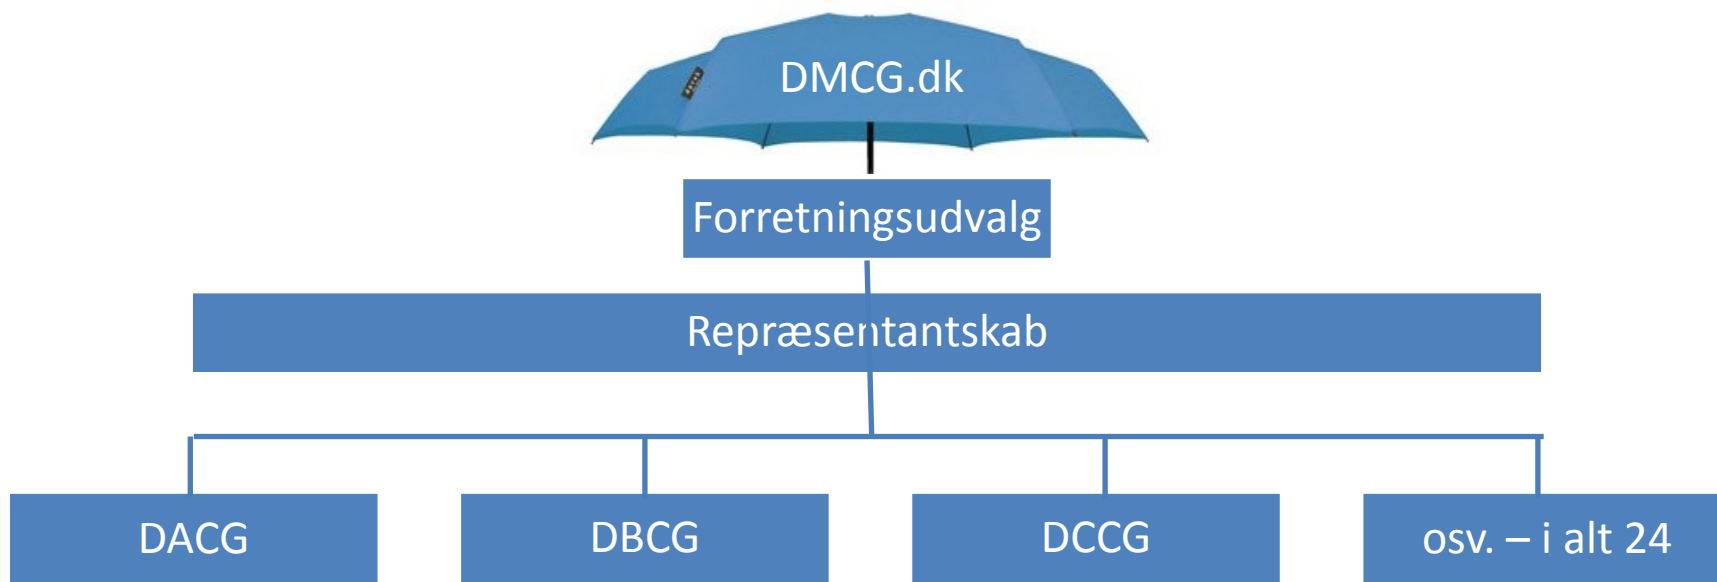 DMCG.dk
Forretningsudvalg
Repræsentantskab
DACG
DBCG
DCCG
osv. – i alt 24